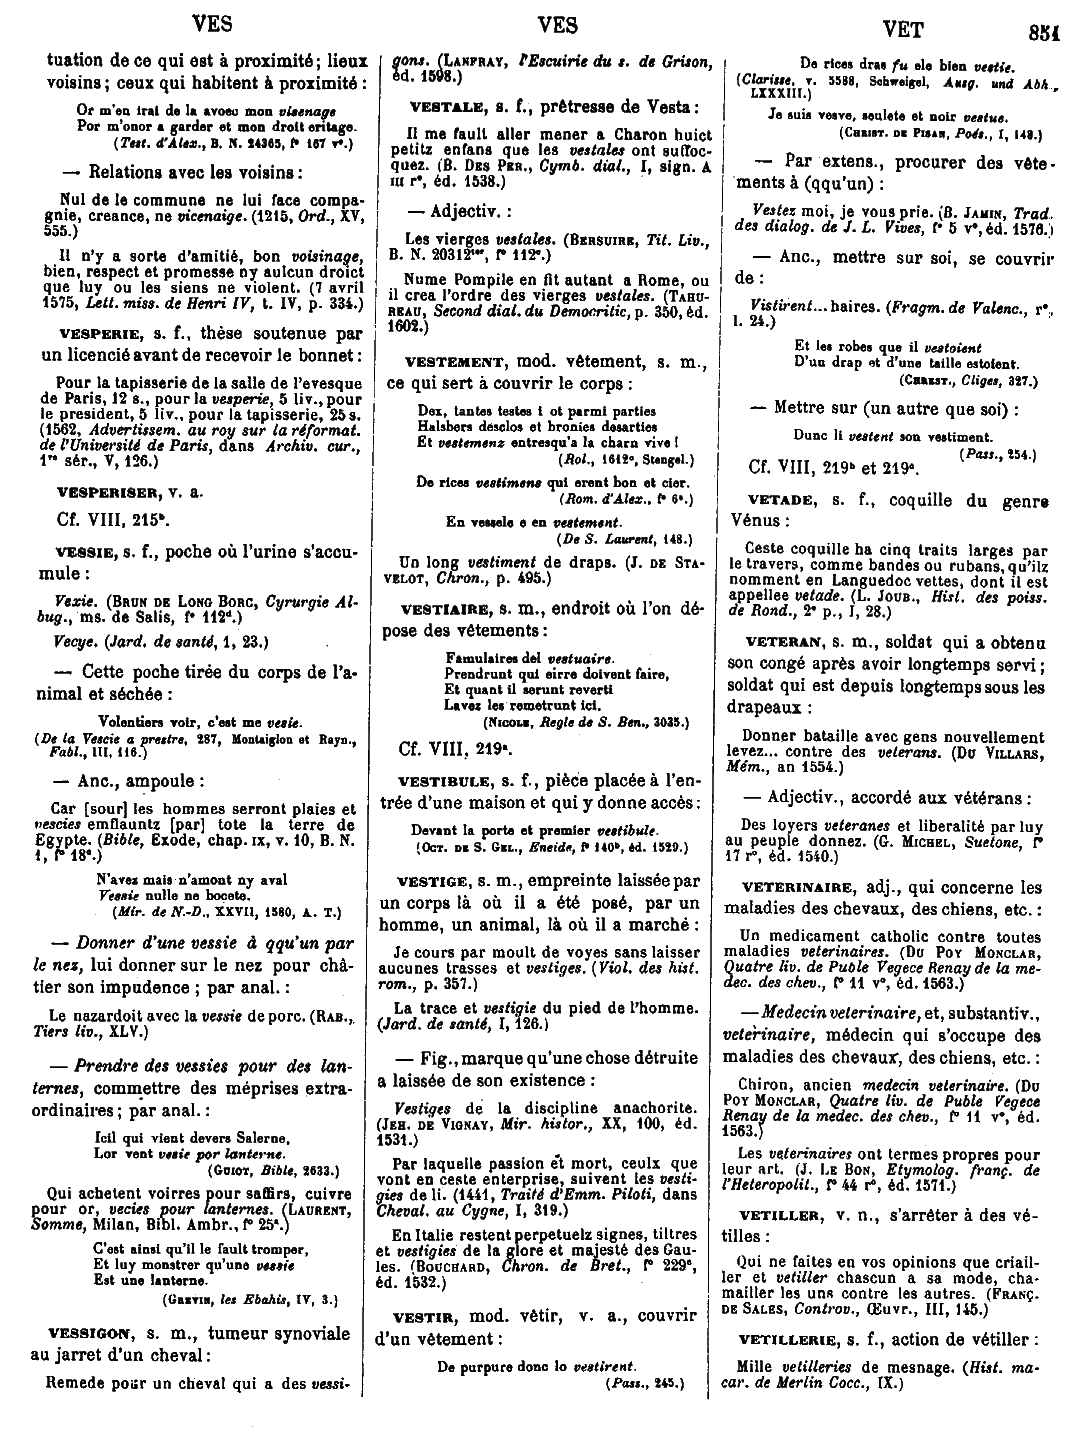 VES
VES
VET
851
tuation de ce qui est à proximité; lieux
voisins; ceux qui habitent à proximité :
Or m'en irai de la avoeu mon visenage
Por m'onor a garder et mon droit eritage.
(Test. d'Alex., B. N. 24365, f° 167 v°.)
— Relations avec les voisins :
Nul de le commune ne lui face compa-
gnie, creance, ne vicenaige. (1215, Ord., XV,
555.)
Il n'y a sorte d'amitié, bon voisinage,
bien, respect et promesse ny aulcun droict
que luy ou les siens ne violent. (7 avril
1575, Lett. miss. de Henri IV, t. IV, p. 334.)
VESPERIE, s. f., thèse soutenue par
un licencié avant de recevoir le bonnet :
Pour la tapisserie de la salle de l'evesque
de Paris, 12 s., pour la vesperie, 5 liv., pour
le president, 5 liv., pour la tapisserie, 25 s.
(1562, Advertissem. au roy sur la réformat.
de l'Université de Paris, dans Archiv. cur.,
1re sér., V, 126.)
VESPERISER, v. a.
Cf. VIII, 215b.
VESSIE, s. f., poche où l'urine s'accu-
mule :
Vexie. (BRUN DE LONG BORC, Cyrurgie Al-
bug., ms. de Salis, f° 112d.)
Vecye. (Jard. de santé, 1, 23.)
— Cette poche tirée du corps de l'a-
nimal et séchée :
Volentiers voir, c'est me vesie.
(De la Vescie a prestre, 287, Montaiglon et Rayn.,
Fabl., III, 116.)
— Anc., ampoule :
Car [sour] les hommes serront plaies et
vescies emflauntz [par] tote la terre de
Egypte. (Bible, Exode, chap. IX, v. 10, B. N.
1, f° 18a.)
N'avez mais n'amont ny aval
Vessie nulle ne bocete.
(Mir. de N.-D., XXVII, 1580, A. T.)
— Donner d'une vessie à qqu'un par
le nez, lui donner sur le nez pour châ-
tier son impudence ; par anal. :
Le nazardoit avec la vessie de porc. (RAB.,
Tiers liv., XLV.)
— Prendre des vessies pour des lan-
ternes, commettre des méprises extra-
ordinaires ; par anal. :
Icil qui vient devers Salerne,
Lor vent vesie por lanterne.
(GUIOT, Bible, 2633.)
Qui achetent voirres pour saffirs, cuivre
pour or, vecies pour lanternes. (LAURENT,
Somme, Milan, Bibl. Ambr., f° 25a.)
C'est ainsi qu'il le fault tromper,
Et luy monstrer qu'une vessie
Est une lanterne.
(GREVIN, les Ebahis, IV, 3.)
VESSIGON, s. m., tumeur synoviale
au jarret d'un cheval :
Remede pour un cheval qui a des vessi-
gons. (LANFRAY, l'Escuirie du s. de Grison,
éd. 1598.)
VESTALE, s. f., prêtresse de Vesta :
Il me fault aller mener a Charon huict
petitz enfans que les vestales ont suffoc-
quez. (B. DES PER., Cymb. dial., I, sign. A
III r°, éd. 1538.)
— Adjectiv. :
Les vierges vestales. (BERSUIRE, Tit. Liv.,
B. N. 20312ter, f° 112c.)
Nume Pompile en fit autant a Rome, ou
il crea l'ordre des vierges vestales. (TAHU-
REAU, Second dial. du Democritic, p. 350, éd.
1602.)
VESTEMENT, mod. vêtement, s. m.,
ce qui sert à couvrir le corps :
Dex, tantes testes i ot parmi parties
Halsbers desclos et bronies desarties
Et vestemenz entresqu'a la charn vive !
(Rol., 1612°, Stengel.)
De rices vestimens qui erent bon et cier.
(Rom. d'Alex., f° 6a.)
En vessele e en vestement.
(De S. Laurent, 148.)
Un long vestiment de draps. (J. DE STA-
VELOT, Chron., p. 495.)
VESTIAIRE, s. m., endroit où l'on dé-
pose des vêtements :
Famulaires del vestuaire.
Prendrunt qui eirre doivent faire,
Et quant il serunt reverti
Lavez les remetrunt ici.
(NICOLE, Regle de S. Ben., 3035.)
Cf. VIII, 219a.
VESTIBULE, s. f., pièce placée à l'en-
trée d'une maison et qui y donne accès :
Devant la porte et premier vestibule.
(OCT. DE S. GEL., Eneide, f° 140b, éd. 1529.)
VESTIGE, s. m., empreinte laissée par
un corps là où il a été posé, par un
homme, un animal, là où il a marché :
Je cours par moult de voyes sans laisser
aucunes trasses et vestiges. (Viol. des hist.
rom., p. 357.)
La trace et vestigie du pied de l'homme.
(Jard. de santé, I, 126.)
— Fig., marque qu'une chose détruite
a laissée de son existence :
Vestiges de la discipline anachorite.
(JEH. DE VIGNAY, Mir. histor., XX, 100, éd.
1531.)
Par laquelle passion et mort, ceulx que
vont en ceste enterprise, suivent les vesti-
gies de li. (1441, Traité d'Emm. Piloti, dans
Cheval. au Cygne, I, 319.)
En Italie restent perpetuelz signes, tiltres
et vestigies de la glore et majesté des Gau-
les. (BOUCHARD, Chron. de Bret., f° 229c,
éd. 1532.)
VESTIR, mod. vêtir, v. a., couvrir
d'un vêtement :
De purpure donc lo vestirent.
(Pass., 245.)
De rices dras fu ele bien vestie.
(Clarisse, v. 5588, Schweigel, Ausg. und Abh.,
LXXXIII.)
Je suis vesve, seulete et noir vestue.
(CHRIST. DE PISAN, Poés., I, 148.)
— Par extens., procurer des vête-
ments à (qqu'un) :
Vestez moi, je vous prie. (B. JAMIN, Trad.
des dialog. de J. L. Vives, f° 5 v°, éd. 1576.)
— Anc., mettre sur soi, se couvrir
de :
Vistirent... haires. (Fragm. de Valenc., r°,
l. 24.)
Et les robes que il vestoient
D'un drap et d'une taille estoient.
(CHREST., Cliges, 327.)
— Mettre sur (un autre que soi) :
Dunc li vestent son vestiment.
(Pass., 254.)
Cf. VIII, 219b et 219a.
VETADE, s. f., coquille du genre
Vénus :
Ceste coquille ha cinq traits larges par
le travers, comme bandes ou rubans, qu'ilz
nomment en Languedoc vettes, dont il est
appellee vetade. (L. JOUB., Hist. des poiss.
de Rond., 2e p., I, 28.)
VETERAN, s. m., soldat qui a obtenu
son congé après avoir longtemps servi ;
soldat qui est depuis longtemps sous les
drapeaux :
Donner bataille avec gens nouvellement
levez... contre des veterans. (DU VILLARS,
Mém., an 1554.)
— Adjectiv., accordé aux vétérans :
Des loyers veteranes et liberalité par luy
au peuple donnez. (G. MICHEL, Suetone, f°
17 r°, éd. 1540.)
VETERINAIRE, adj., qui concerne les
maladies des chevaux, des chiens, etc. :
Un medicament catholic contre toutes
maladies veterinaires. (DU POY MONCLAR,
Quatre liv. de Puble Vegece Renay de la me-
dec. des chev., f° 11 v°, éd. 1563.)
— Medecin veterinaire, et, substantiv.,
veterinaire, médecin qui s'occupe des
maladies des chevaux, des chiens, etc. :
Chiron, ancien medecin veterinaire. (DU
POY MONCLAR, Quatre liv. de Puble Vegece
Renay de la medec. des chev., f° 11 v°, éd.
1563.)
Les veterinaires ont termes propres pour
leur art. (J. LE BON, Etymolog. franç. de
l'Heteropolit., f° 44 r°, éd. 1571.)
VETILLER, v. n., s'arrêter à des vé-
tilles :
Qui ne faites en vos opinions que criail-
ler et vetiller chascun a sa mode, cha-
mailler les uns contre les autres. (FRANÇ.
DE SALES, Controv., Œuvr., III, 145.)
VETILLERIE, s. f., action de vétiller :
Mille vetilleries de mesnage. (Hist. ma-
car. de Merlin Cocc., IX.)